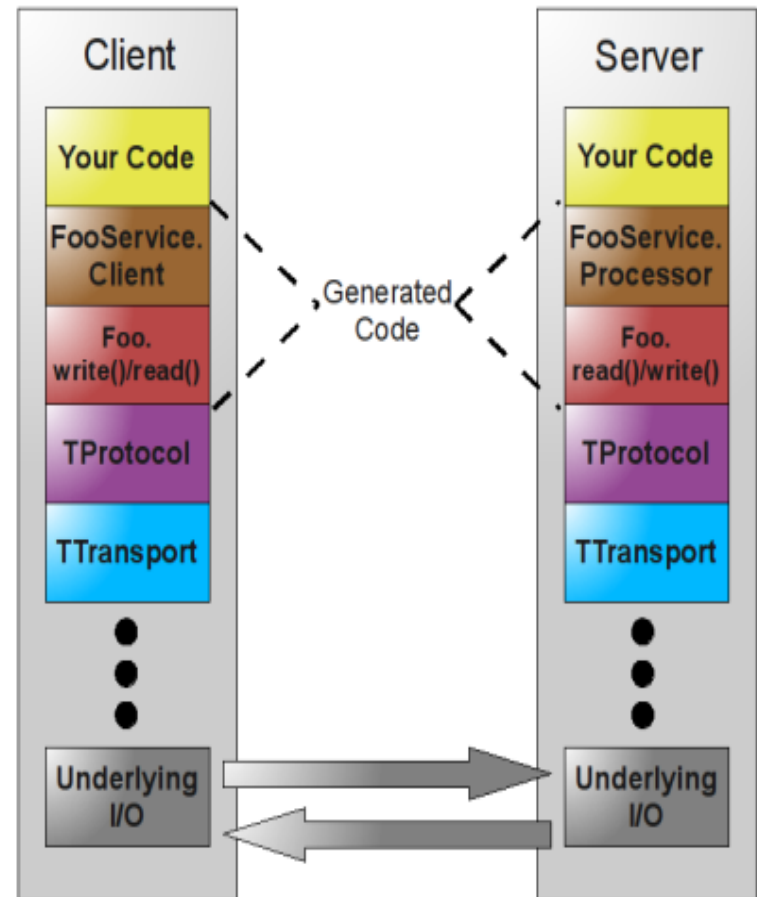 Client
Your Code
FooService.
Client
Foo.
write()/read()
TProtocol
TTransport
Underlying
I/O
Generated
Code
Server
Your Code
FooService.
Processor
Foo.
read()/write()
TProtocol
TTransport
Underlying
I/O